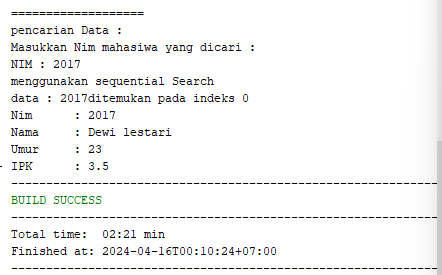 ===================
pencarian Data :
Masukkan Nim mahasiwa yang dicari :
NIM : 2017
menggunakan sequential Search
data : 2017ditemukan pada indeks 0
Nim      : 2017
Nama     : Dewi lestari
Umur     : 23
IPK      : 3.5
-------------------------------------------------------------
BUILD SUCCESS
-------------------------------------------------------------
Total time:  02:21 min
Finished at: 2024-04-16T00:10:24+07:00
-------------------------------------------------------------